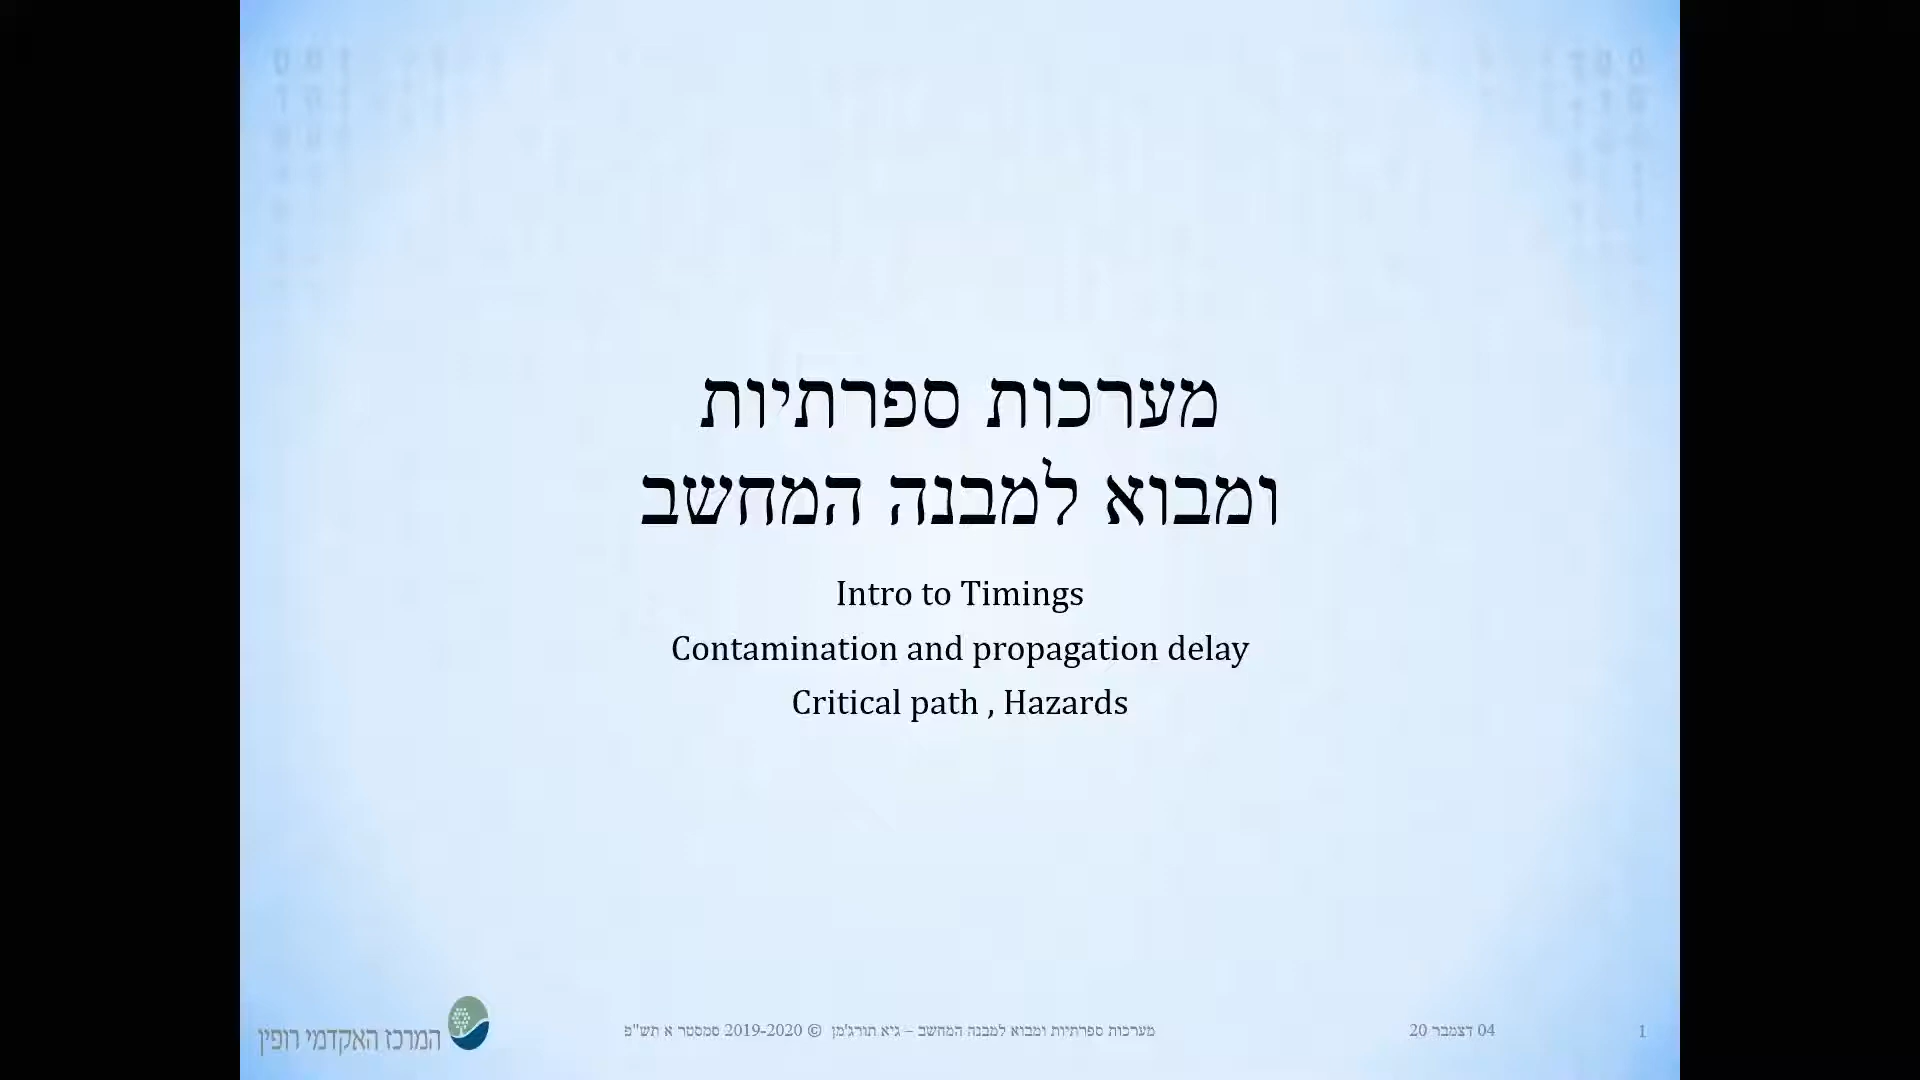 מערכות ספרתיות
ומבוא למבנה המחשב
Intro to Timings
Contamination and propagation delay
Critical path , Hazards
המרכז האקדמי רופין
מערכות ספרתיות ומבוא למבנה המחשב – גיא תורג'מן © 2019-2020 סמסטר א תש"פ
04 דצמבר 20
1